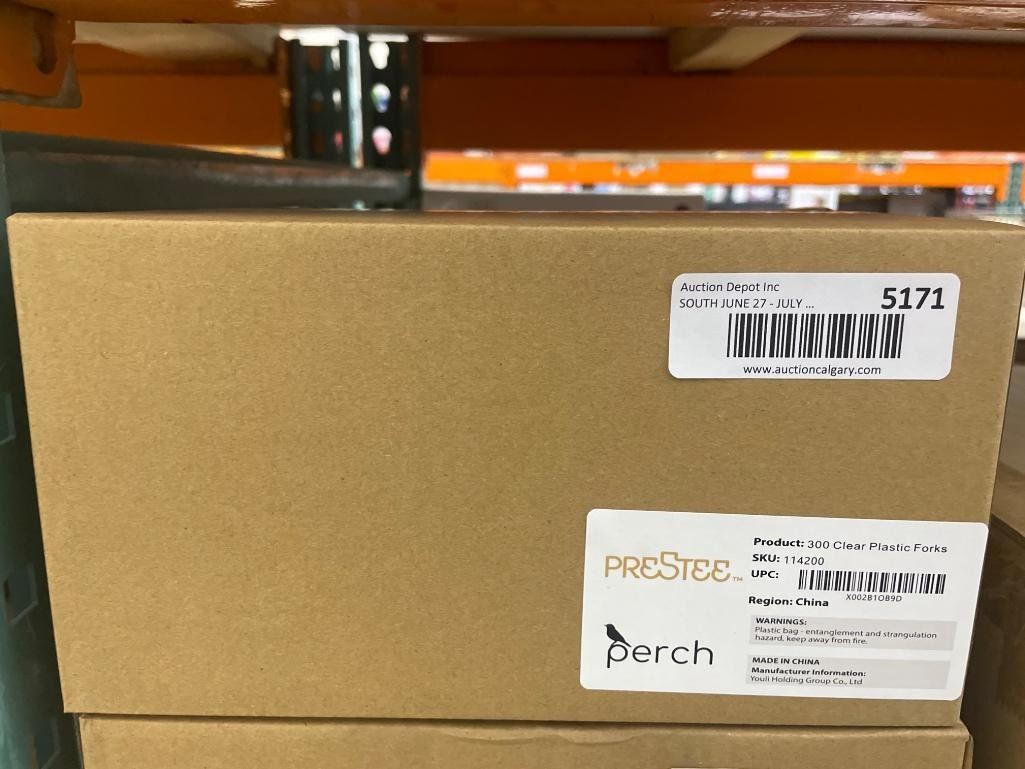 Auction Depot Inc
SOUTH JUNE 27 - JULY ...
5171
www.auctioncalgary.com
PRESTEE™
perch
Product: 300 Clear Plastic Forks
SKU: 114200
UPC:
X002B1OB9D
Region: China
WARNINGS:
Plastic bag - entanglement and strangulation
hazard, keep away from fire.
MADE IN CHINA
Manufacturer Information:
Youli Holding Group Co., Ltd